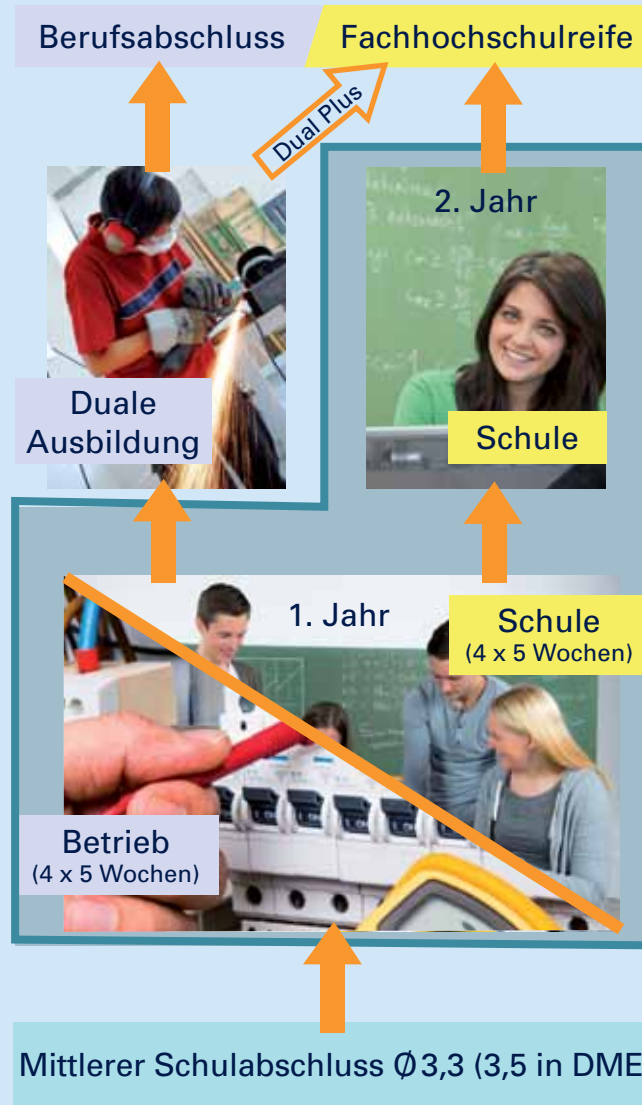 Berufsabschluss
Fachhochschulreife
Dual Plus
2. Jahr
Duale
Ausbildung
Schule
1. Jahr
Schule
(4 x 5 Wochen)
Betrieb
(4 x 5 Wochen)
Mittlerer Schulabschluss Ø 3,3 (3,5 in DME